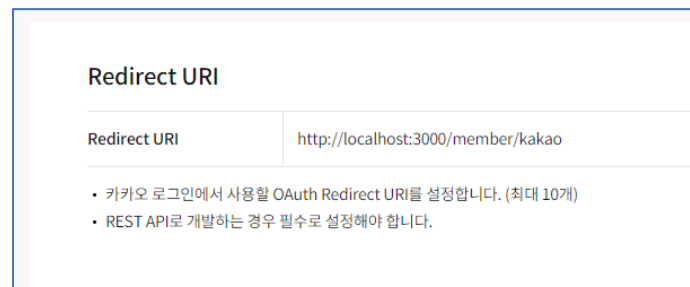 Redirect URI
Redirect URI http://localhost:3000/member/kakao
• 카카오 로그인에서 사용할 OAuth Redirect URI를 설정합니다. (최대 10개)
• REST API로 개발하는 경우 필수로 설정해야 합니다.